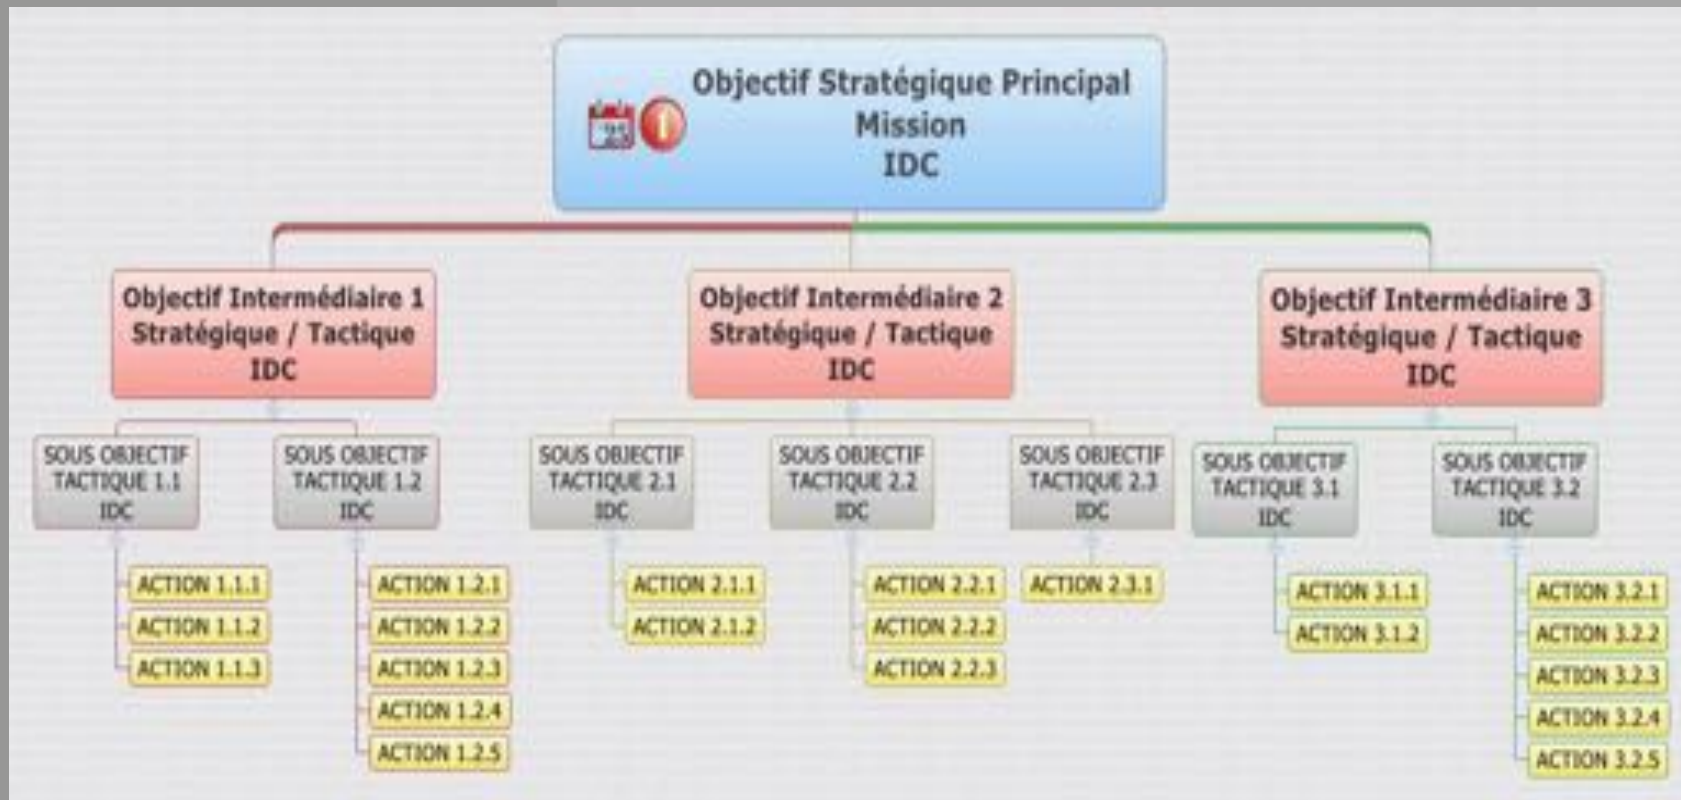 Objectif Stratégique Principal
Mission
IDC
Objectif Intermédiaire 1
Stratégique / Tactique
IDC
Objectif Intermédiaire 2
Stratégique / Tactique
IDC
Objectif Intermédiaire 3
Stratégique / Tactique
IDC
SOUS OBJECTIF
TACTIQUE 1.1
IDC
SOUS OBJECTIF
TACTIQUE 1.2
IDC
SOUS OBJECTIF
TACTIQUE 2.1
IDC
SOUS OBJECTIF
TACTIQUE 2.2
IDC
SOUS OBJECTIF
TACTIQUE 2.3
IDC
SOUS OBJECTIF
TACTIQUE 3.1
IDC
SOUS OBJECTIF
TACTIQUE 3.2
IDC
ACTION 1.1.1
ACTION 1.1.2
ACTION 1.1.3
ACTION 1.2.1
ACTION 1.2.2
ACTION 1.2.3
ACTION 1.2.4
ACTION 1.2.5
ACTION 2.1.1
ACTION 2.1.2
ACTION 2.2.1
ACTION 2.2.2
ACTION 2.2.3
ACTION 2.3.1
ACTION 3.1.1
ACTION 3.1.2
ACTION 3.2.1
ACTION 3.2.2
ACTION 3.2.3
ACTION 3.2.4
ACTION 3.2.5